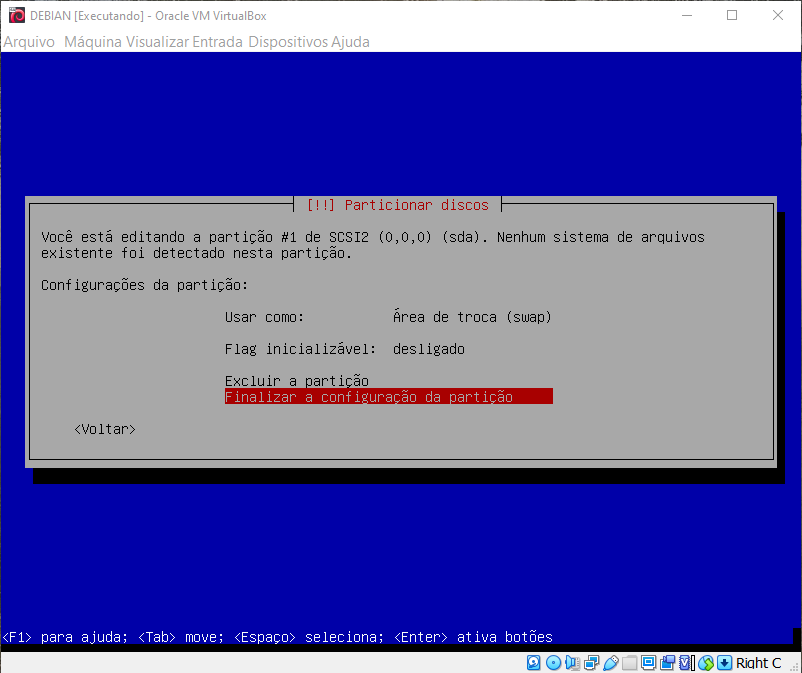 DEBIAN [Executando] - Oracle VM VirtualBox
Arquivo Máquina Visualizar Entrada Dispositivos Ajuda
[!!] Particionar discos
Você está editando a partição #1 de SCSI2 (0,0,0) (sda). Nenhum sistema de arquivos
existente foi detectado nesta partição.
Configurações da partição:
Usar como: Área de troca (swap)
Flag inicializável: desligado
Excluir a partição
Finalizar a configuração da partição
<Voltar>
<F1> para ajuda; <Tab> move; <Espaço> seleciona; <Enter> ativa botões
Right C